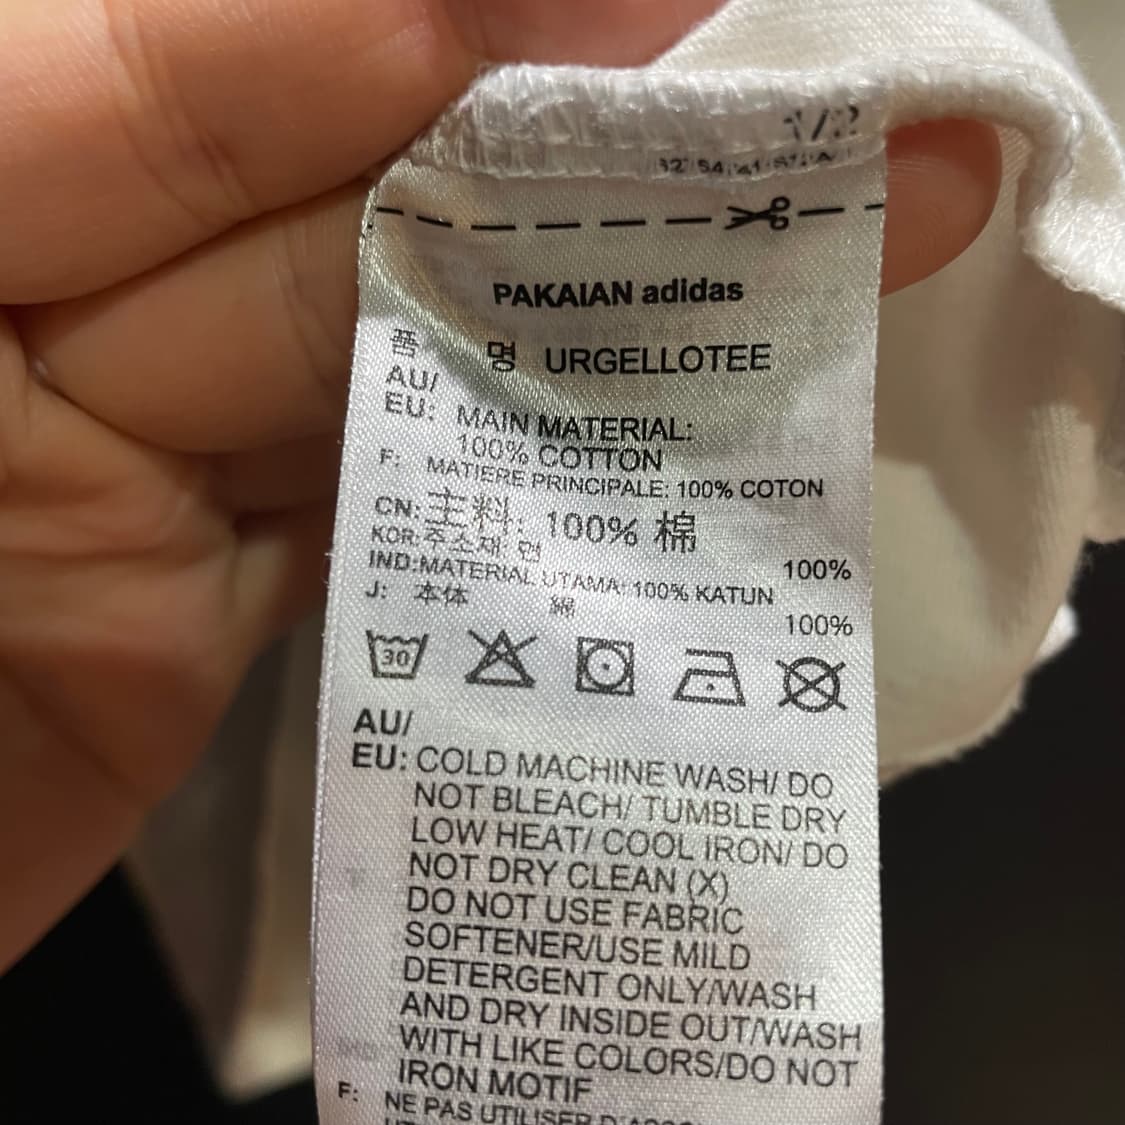 1/2
PAKAIAN adidas
품 명 URGELLOTEE
AU/
EU: MAIN MATERIAL:
100% COTTON
F: MATIERE PRINCIPALE: 100% COTON
CN: 主料: 100% 棉
KOR: 주소재: 면 100%
IND:MATERIAL UTAMA: 100% KATUN
J: 本体 綿 100%
30
AU/
EU: COLD MACHINE WASH/ DO
NOT BLEACH/ TUMBLE DRY
LOW HEAT/ COOL IRON/ DO
NOT DRY CLEAN (X)
DO NOT USE FABRIC
SOFTENER/USE MILD
DETERGENT ONLY/WASH
AND DRY INSIDE OUT/WASH
WITH LIKE COLORS/DO NOT
IRON MOTIF
F: NE PAS UTILISER